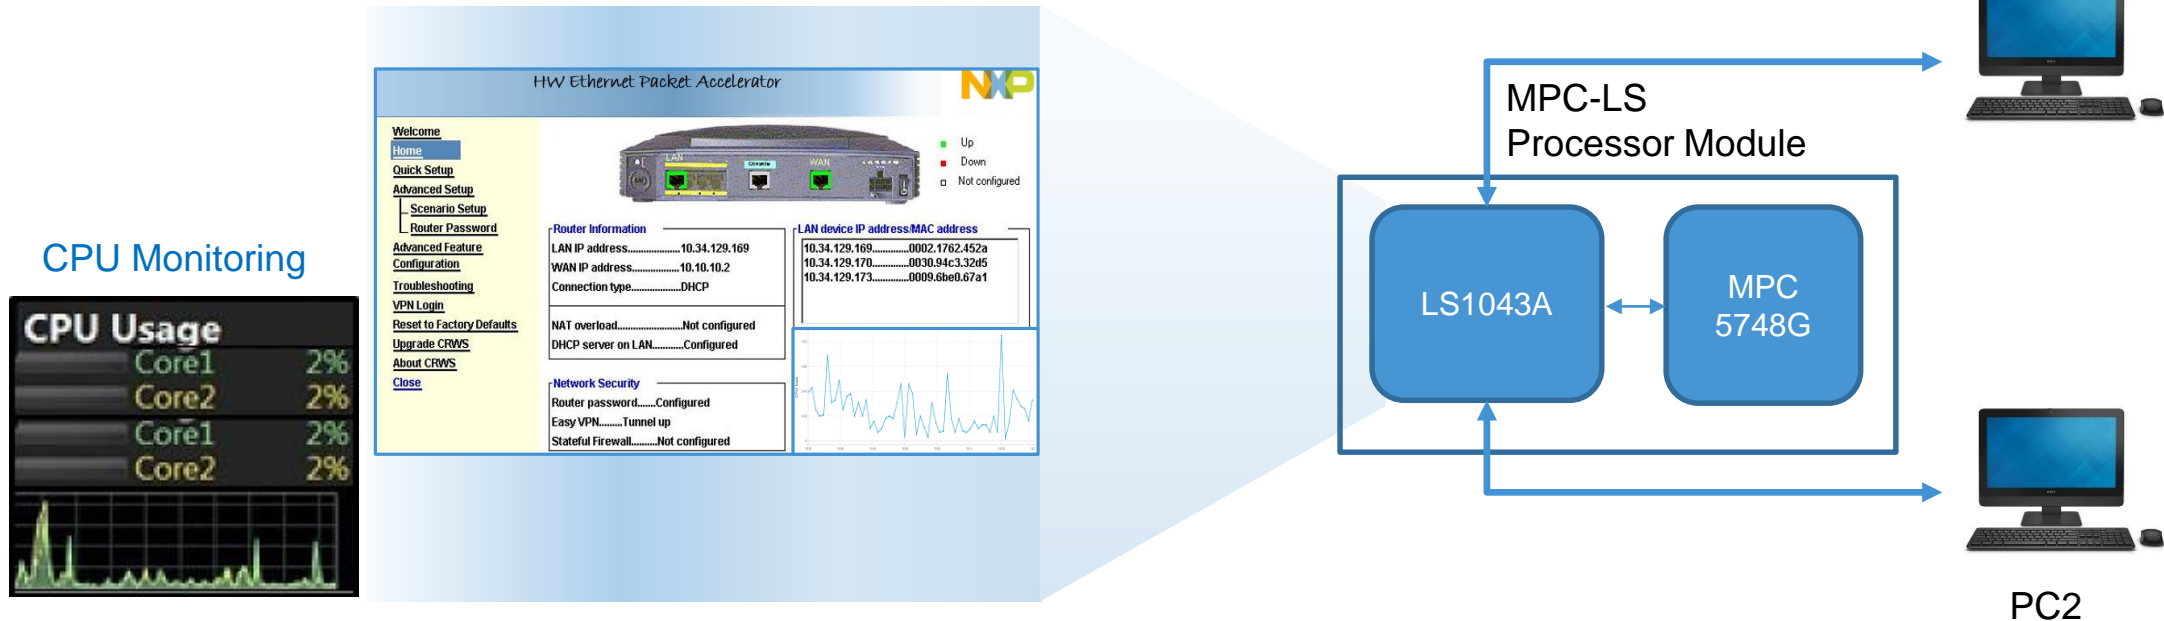 CPU Monitoring
CPU Usage
Core1 2%
Core2 2%
Core1 2%
Core2 2%
HW Ethernet Packet Accelerator
NXP
Welcome
Home
Quick Setup
Advanced Setup
Scenario Setup
Router Password
Advanced Feature
Configuration
Troubleshooting
VPN Login
Reset to Factory Defaults
Upgrade CRWS
About CRWS
Close
LAN
Console
WAN
Up
Down
Not configured
Router Information
LAN IP address...................10.34.129.169
WAN IP address.................10.10.10.2
Connection type..................DHCP
NAT overload.......................Not configured
DHCP server on LAN...........Configured
Network Security
Router password.......Configured
Easy VPN.........Tunnel up
Stateful Firewall..........Not configured
LAN device IP address/MAC address
10.34.129.169.............0002.1762.452a
10.34.129.170.............0030.94c3.32d5
10.34.129.173.............0009.6be0.67a1
MPC-LS
Processor Module
LS1043A
MPC
5748G
PC2